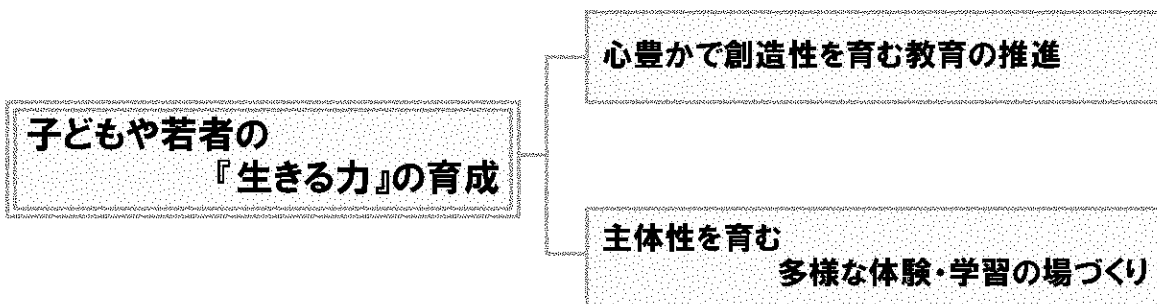 子どもや若者の
『生きる力』の育成
心豊かで創造性を育む教育の推進
主体性を育む
多様な体験・学習の場づくり